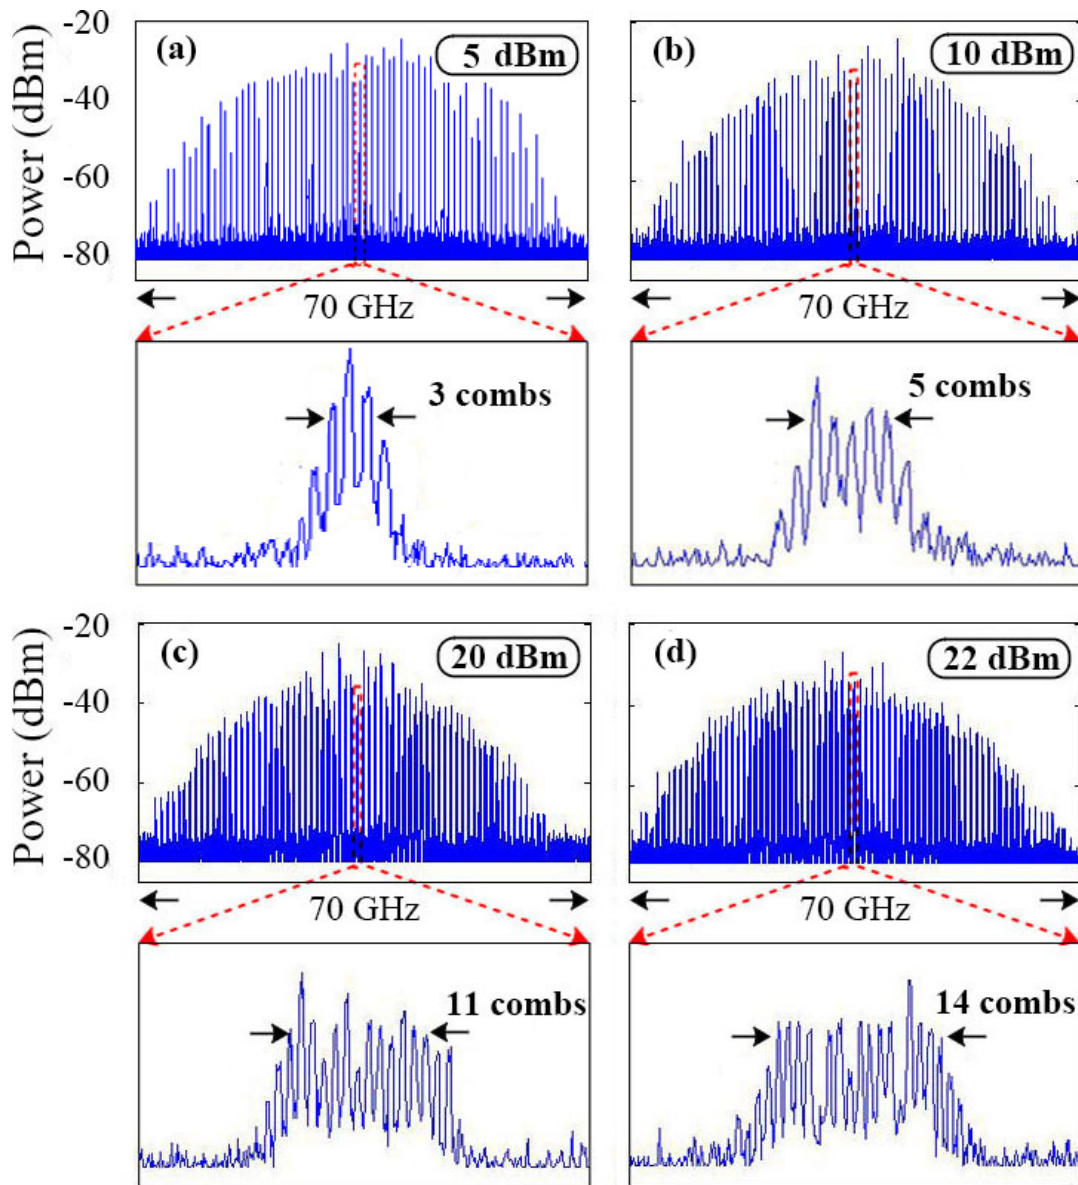 Power (dBm)
-20
-40
-60
-80
(a)
5 dBm
(b)
10 dBm
70 GHz
70 GHz
3 combs
5 combs
Power (dBm)
-20
-40
-60
-80
(c)
20 dBm
(d)
22 dBm
70 GHz
70 GHz
11 combs
14 combs